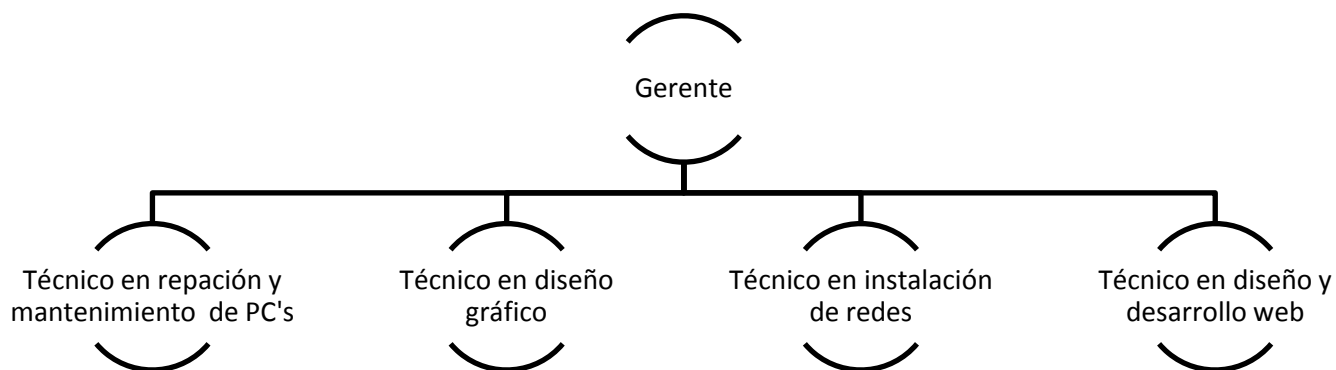 Gerente
Técnico en repación y
mantenimiento de PC's
Técnico en diseño
gráfico
Técnico en instalación
de redes
Técnico en diseño y
desarrollo web